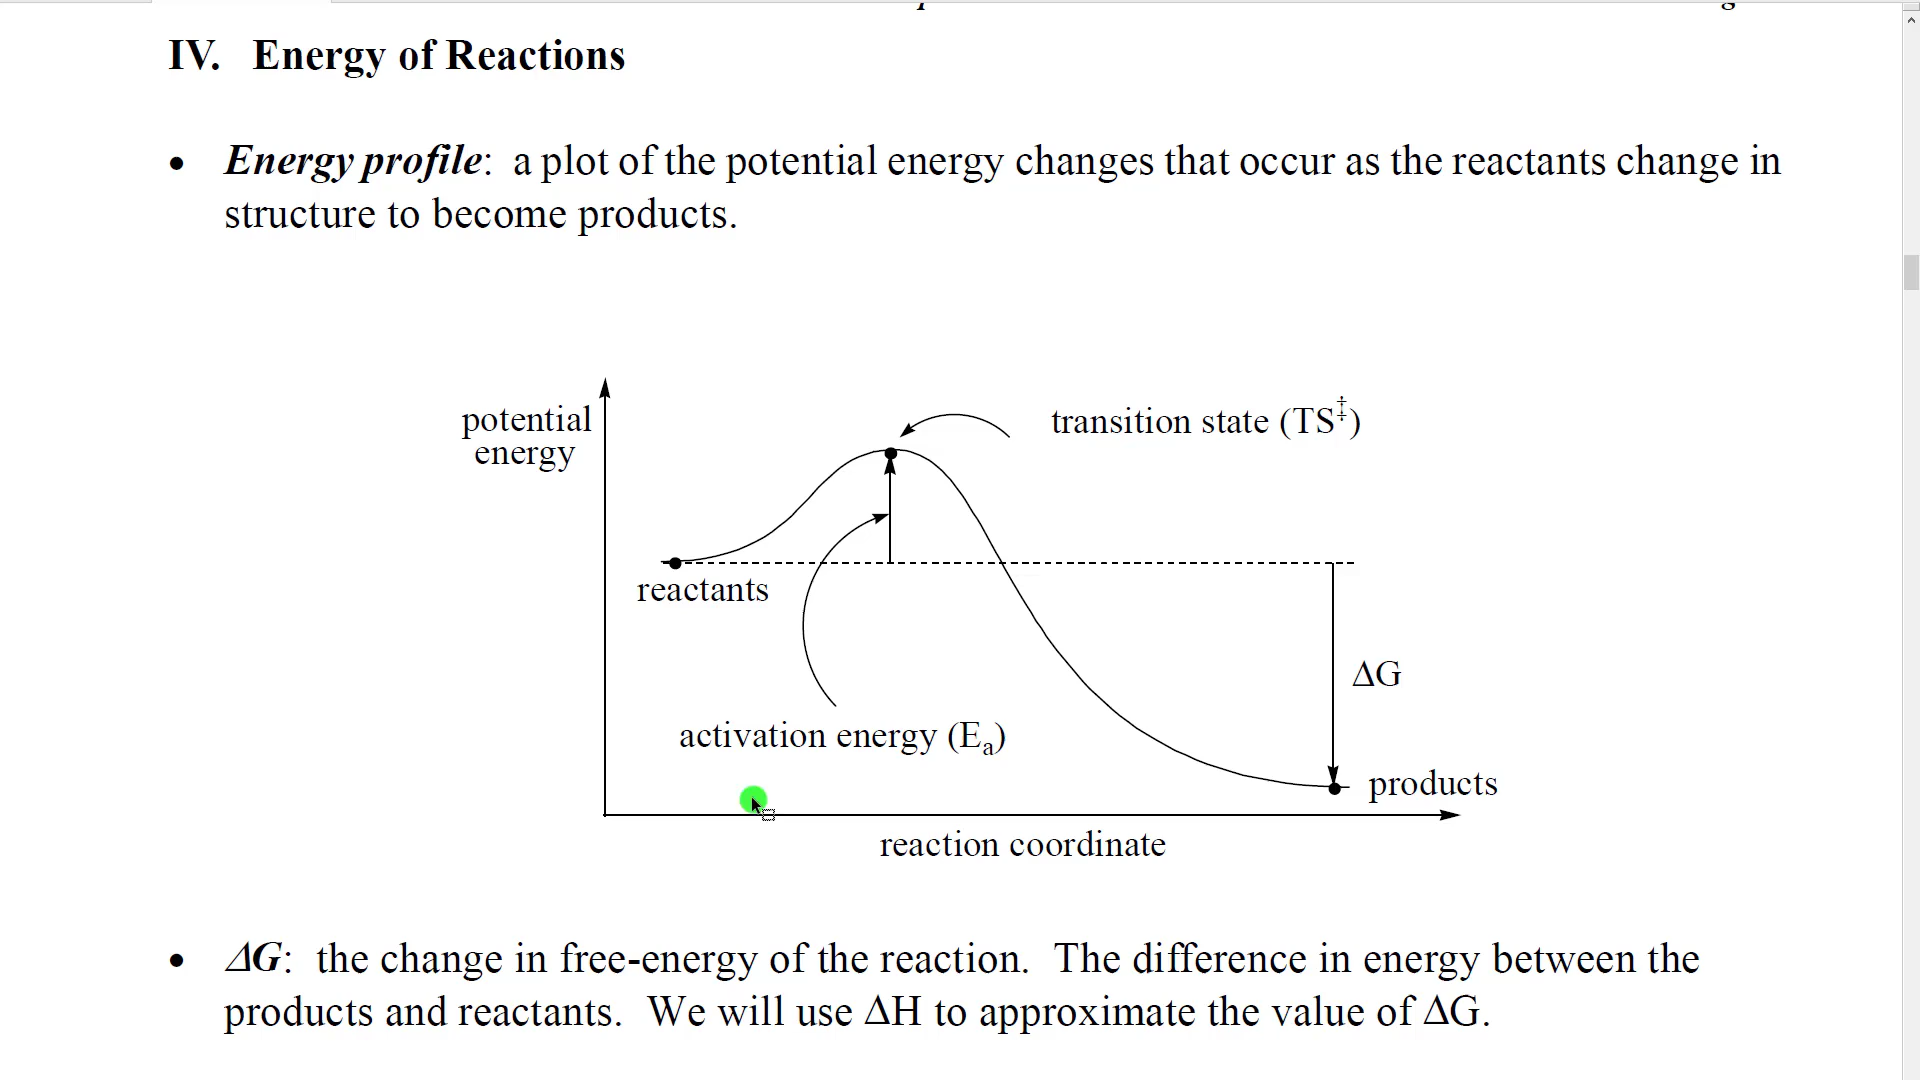 IV. Energy of Reactions
• Energy profile: a plot of the potential energy changes that occur as the reactants change in
structure to become products.
potential
energy
transition state (TS‡)
reactants
ΔG
activation energy (Ea)
products
reaction coordinate
• ΔG: the change in free-energy of the reaction. The difference in energy between the
products and reactants. We will use ΔH to approximate the value of ΔG.